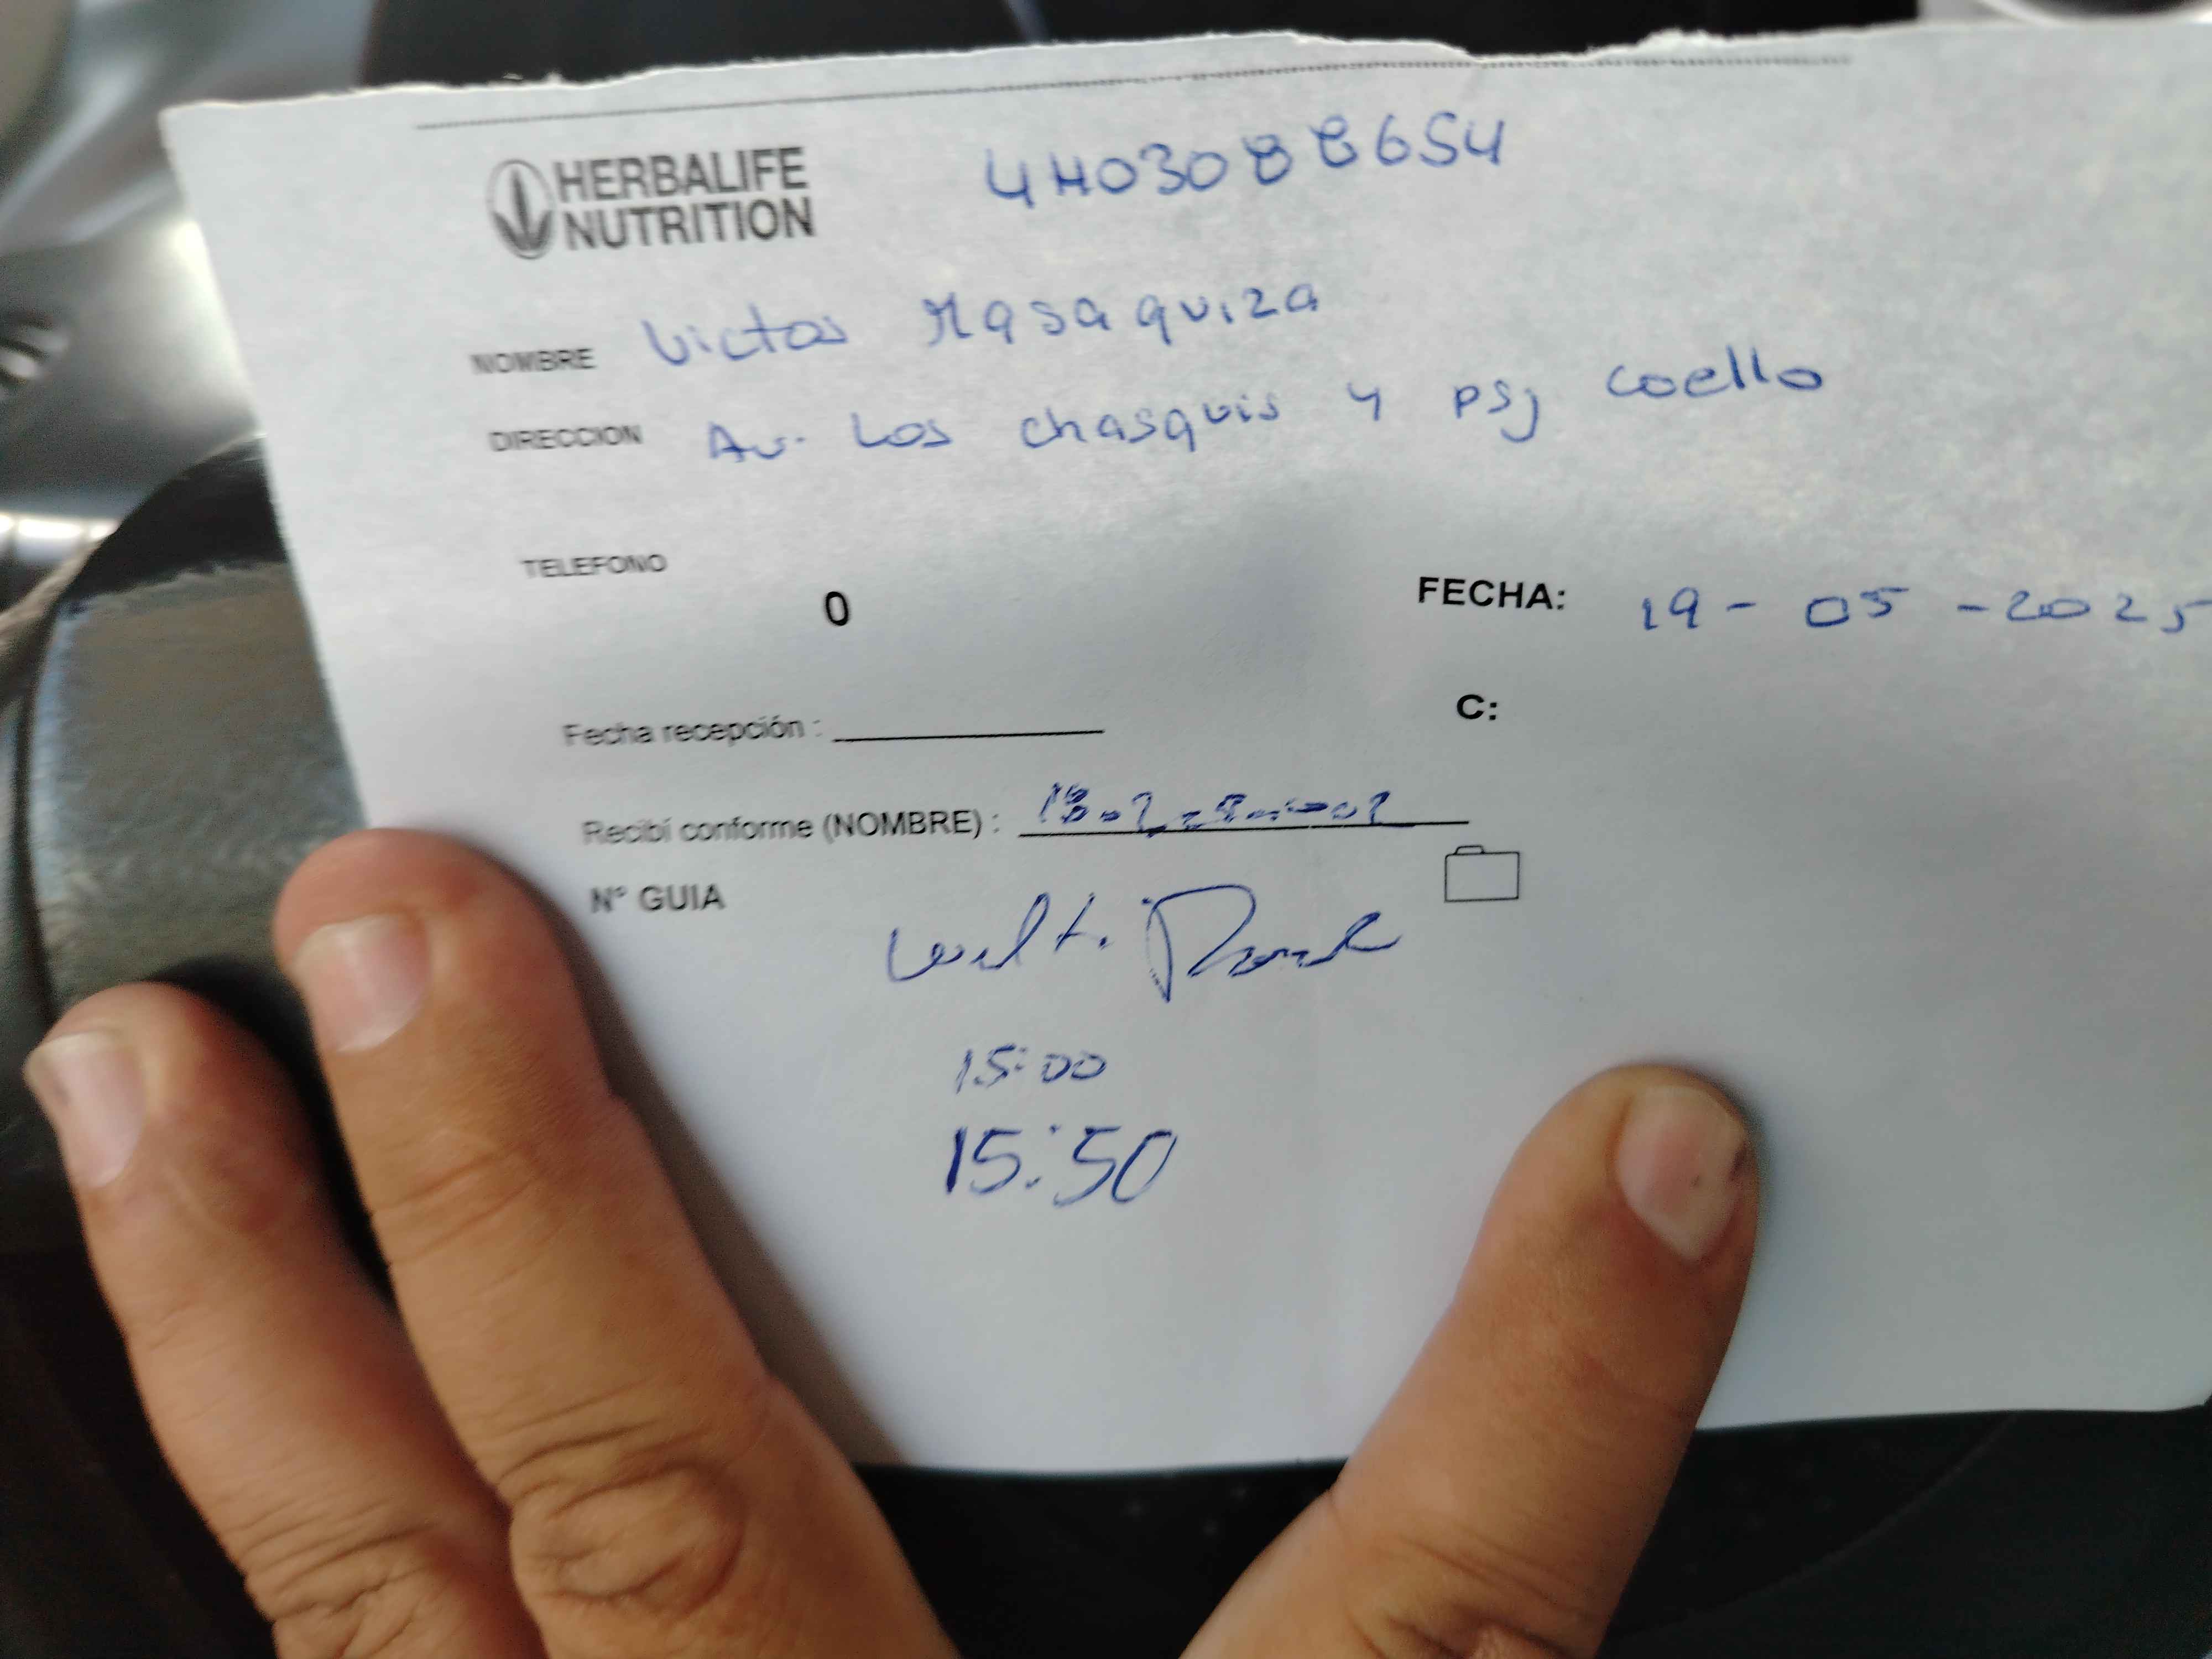 HERBALIFE
NUTRITION
4H03088654
NOMBRE Victor Masaquiza
DIRECCION Av. Los chasquis y psj coello
TELEFONO
0
FECHA: 19-05-2025
Fecha recepción :
C:
Recibí conforme (NOMBRE) :
N° GUIA
15:00
15:50